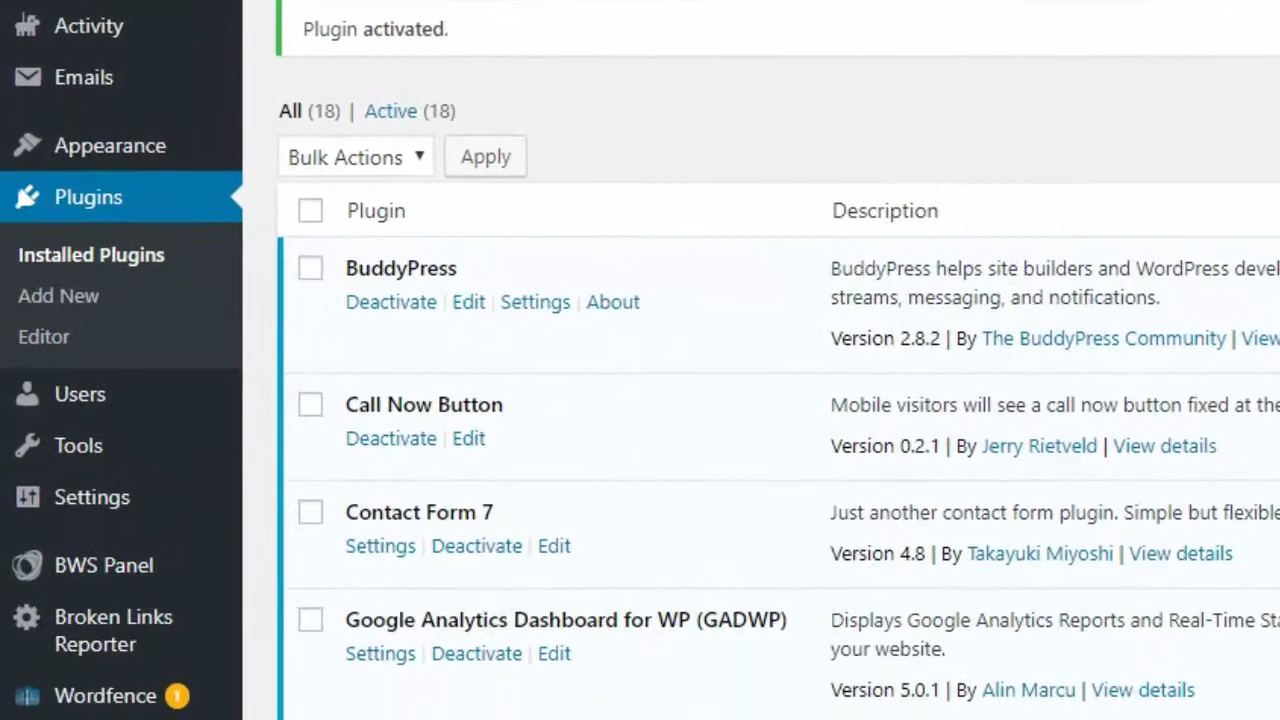 Activity
Emails
Appearance
Plugins
Installed Plugins
Add New
Editor
Users
Tools
Settings
BWS Panel
Broken Links
Reporter
Wordfence 1
Plugin activated.
All (18) | Active (18)
Bulk Actions ▼ Apply
Plugin Description
BuddyPress
Deactivate | Edit | Settings | About
BuddyPress helps site builders and WordPress devel
streams, messaging, and notifications.
Version 2.8.2 | By The BuddyPress Community | View
Call Now Button
Deactivate | Edit
Mobile visitors will see a call now button fixed at the
Version 0.2.1 | By Jerry Rietveld | View details
Contact Form 7
Settings | Deactivate | Edit
Just another contact form plugin. Simple but flexible
Version 4.8 | By Takayuki Miyoshi | View details
Google Analytics Dashboard for WP (GADWP)
Settings | Deactivate | Edit
Displays Google Analytics Reports and Real-Time Sta
your website.
Version 5.0.1 | By Alin Marcu | View details